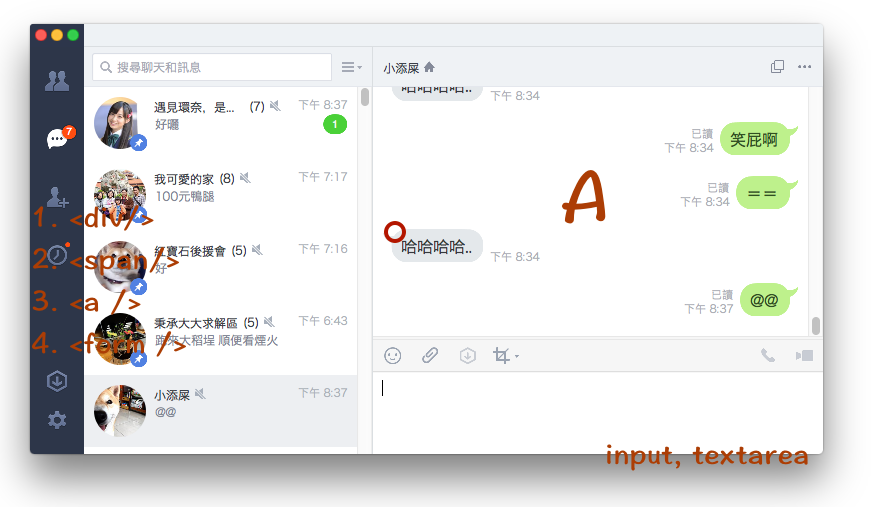 搜尋聊天和訊息
小添屎
遇見環奈，是... (7) 下午 8:37
好曬 1
7
我可愛的家 (8) 下午 7:17
100元鴨腿
紅寶石後援會 (5) 下午 7:16
好
秉承大大求解區 (5) 下午 6:43
跑來大稻埕 順便看煙火
小添屎 下午 8:37
@@
1. <div/>
2. <span/>
3. <a />
4. <form />
哈哈哈哈.. 下午 8:34
已讀
下午 8:34 笑屁啊
A
已讀
下午 8:34 ==
哈哈哈哈.. 下午 8:34
已讀
下午 8:37 @@
input, textarea